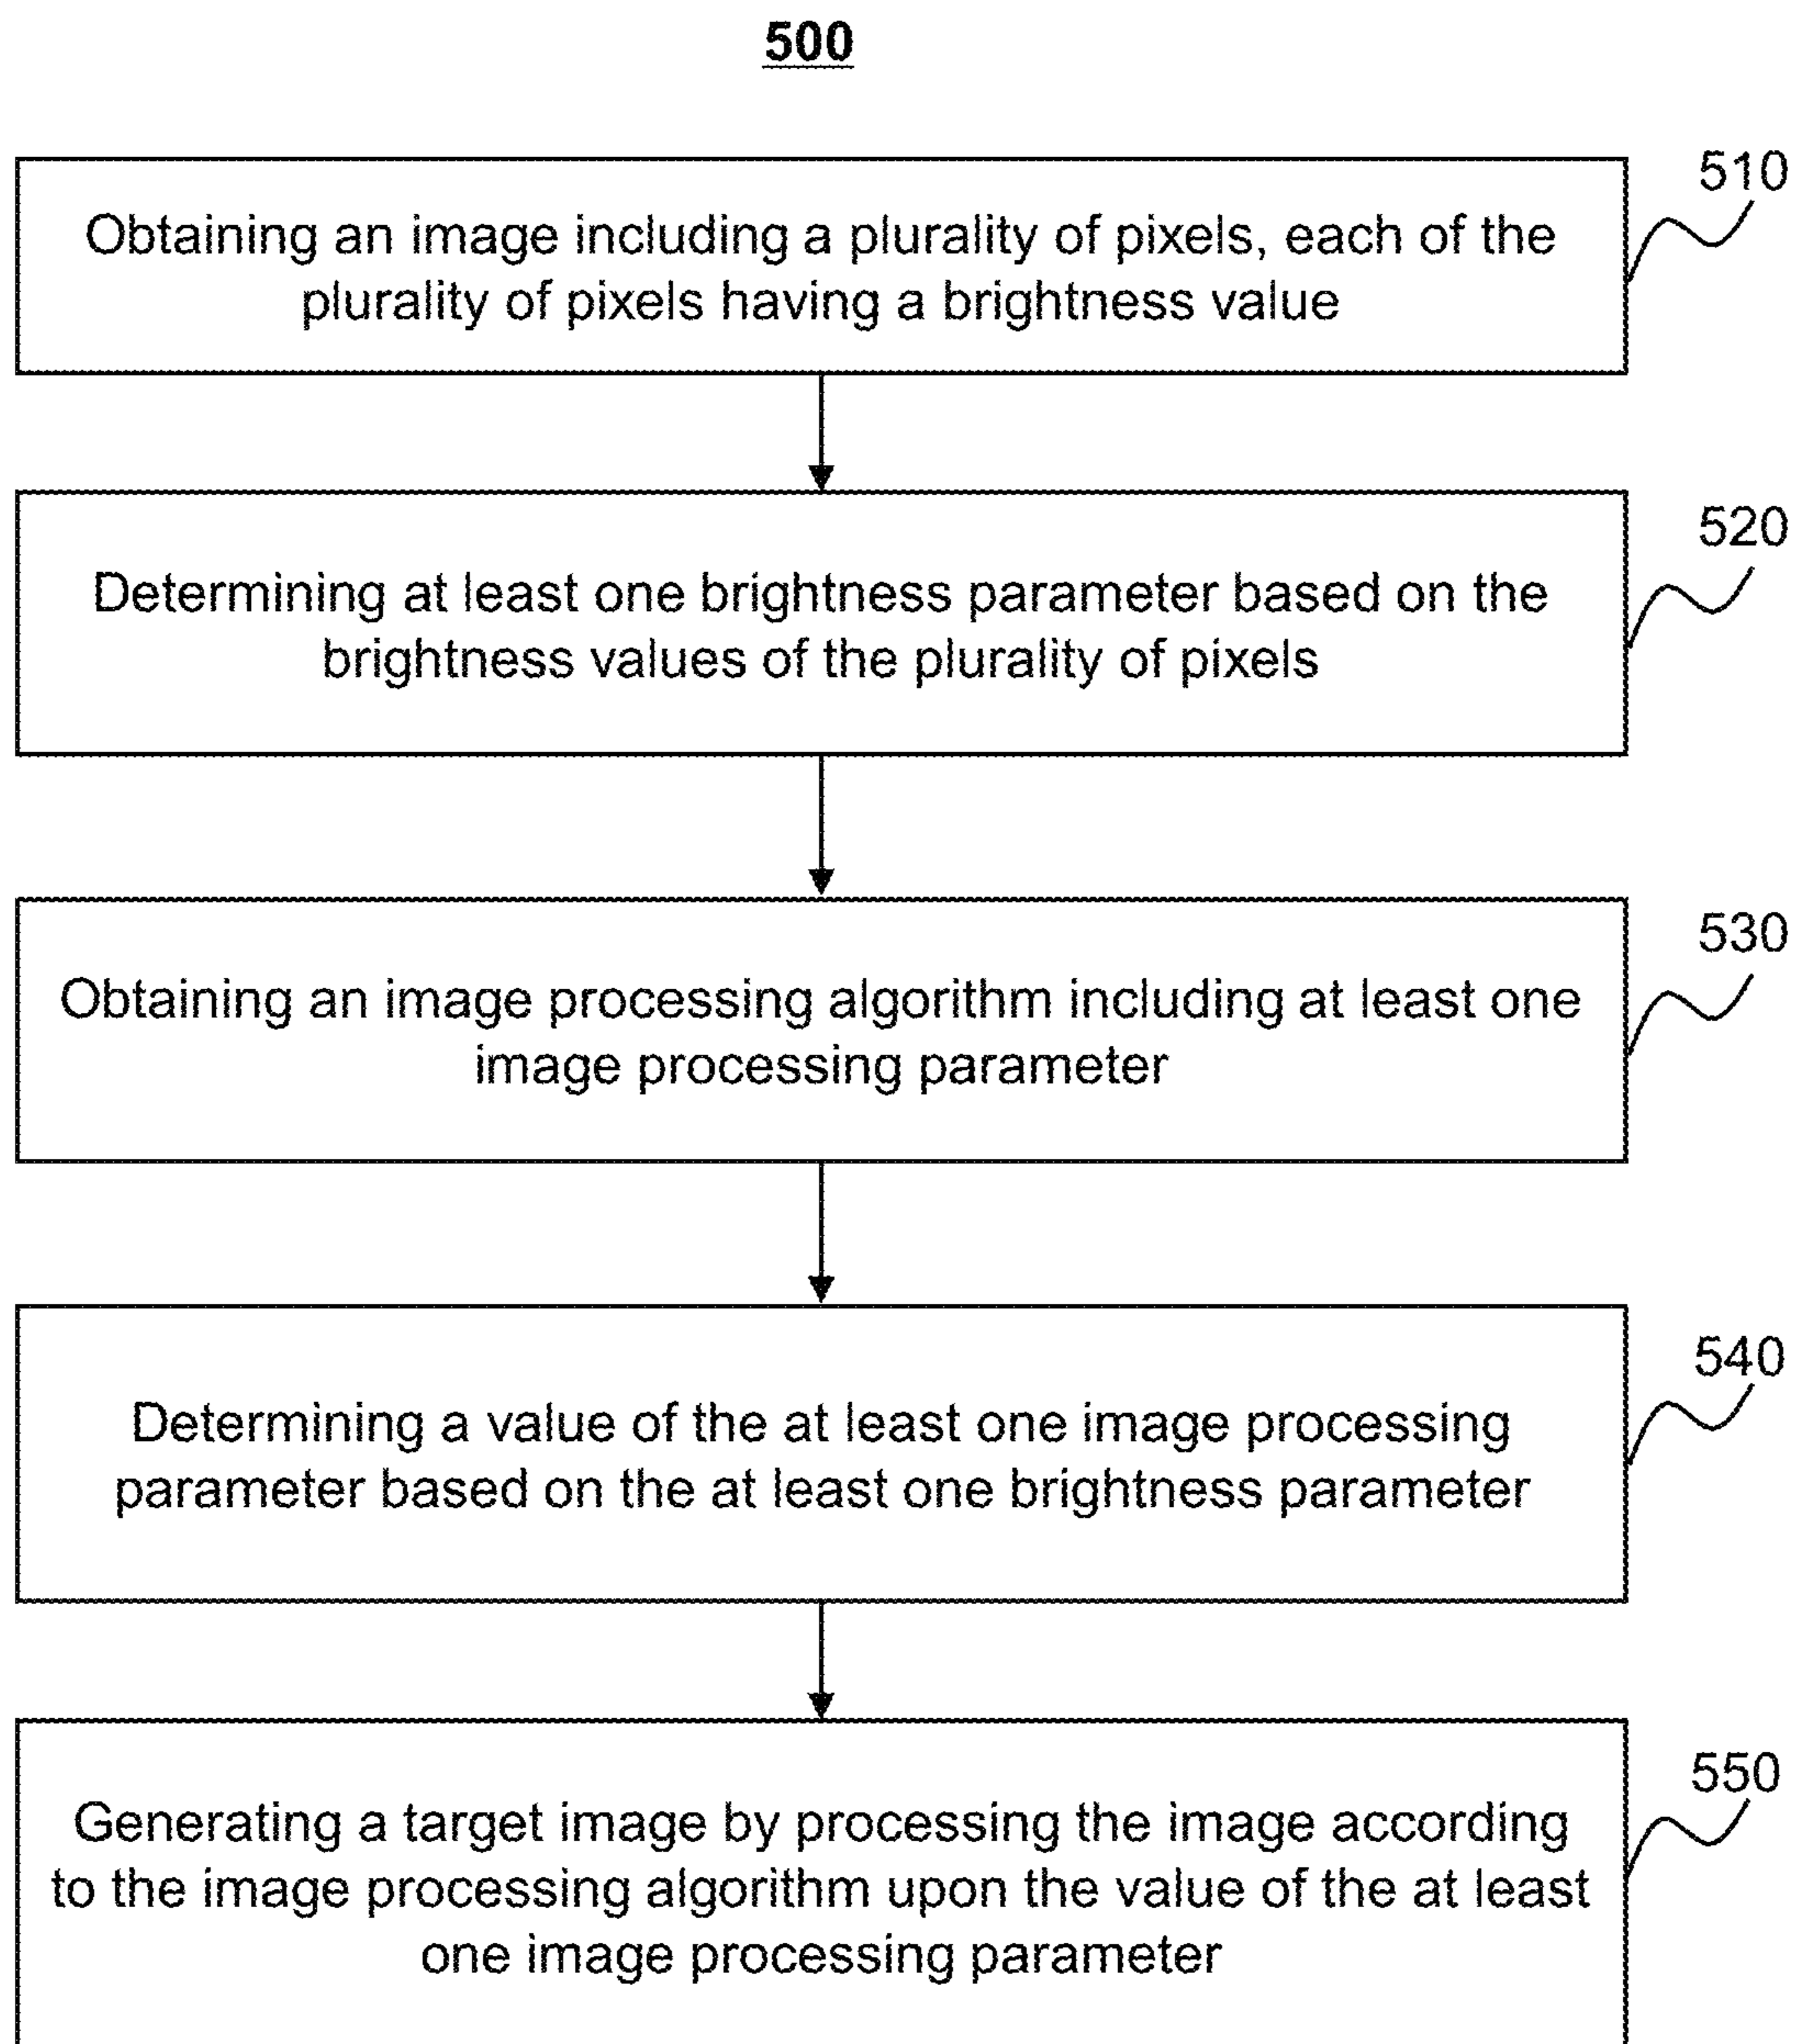 500
510
Obtaining an image including a plurality of pixels, each of the
plurality of pixels having a brightness value
520
Determining at least one brightness parameter based on the
brightness values of the plurality of pixels
530
Obtaining an image processing algorithm including at least one
image processing parameter
540
Determining a value of the at least one image processing
parameter based on the at least one brightness parameter
550
Generating a target image by processing the image according
to the image processing algorithm upon the value of the at least
one image processing parameter